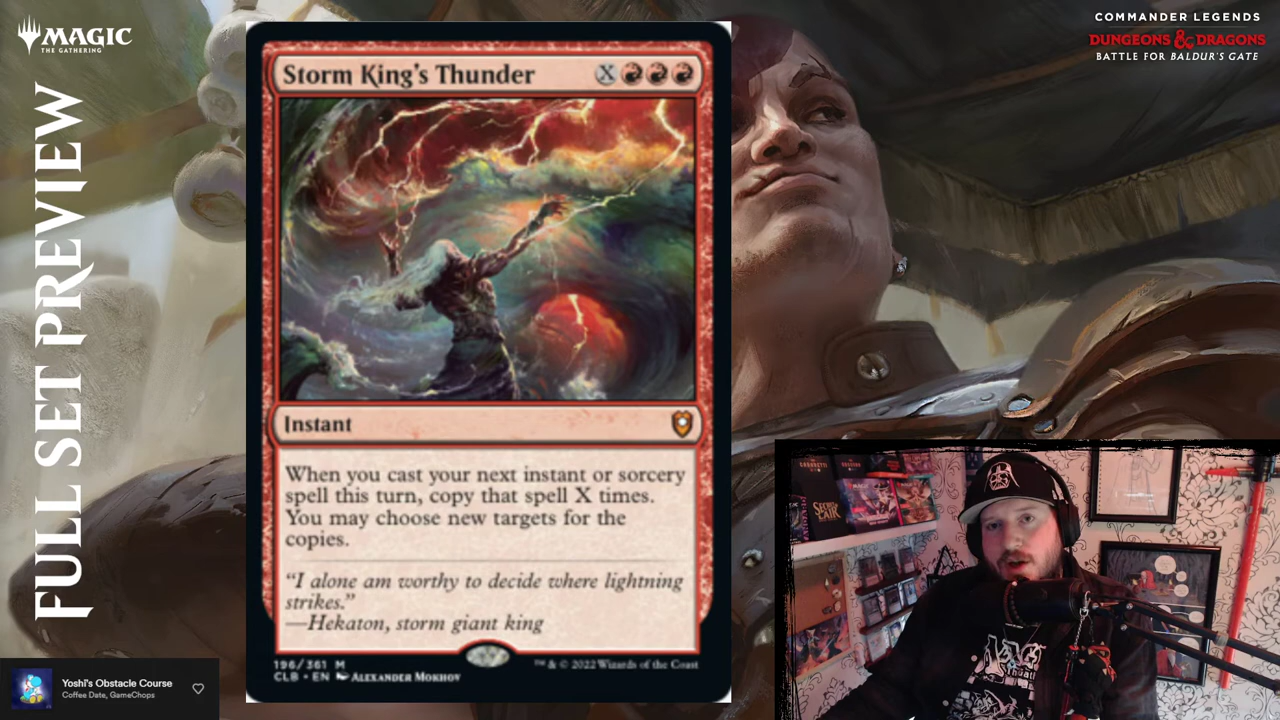 MAGIC
THE GATHERING
FULL SET PREVIEW
COMMANDER LEGENDS
DUNGEONS & DRAGONS
BATTLE FOR BALDUR'S GATE
Storm King's Thunder X
Instant
When you cast your next instant or sorcery
spell this turn, copy that spell X times.
You may choose new targets for the
copies.
"I alone am worthy to decide where lightning
strikes."
—Hekaton, storm giant king
196/361 M
CLB • EN ALEXANDER MOKHOV
™ & © 2022 Wizards of the Coast
Yoshi's Obstacle Course
Coffee Date, GameChops
SECRET
LAIR